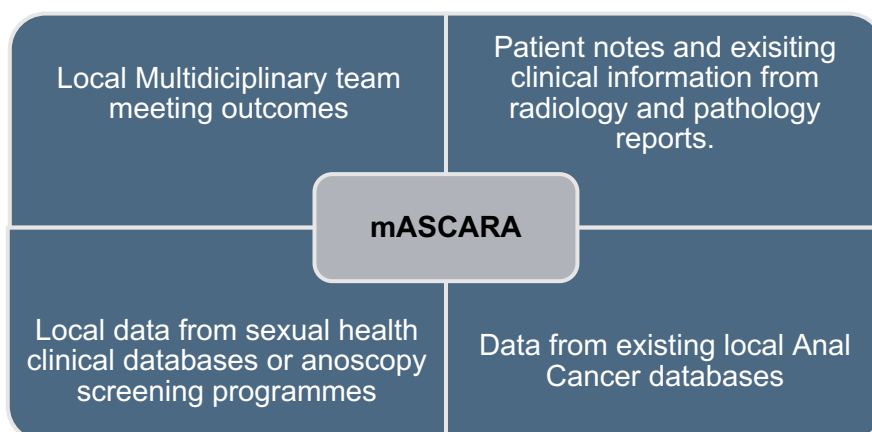 Local Multidiciplinary team
meeting outcomes
Patient notes and exisiting
clinical information from
radiology and pathology
reports.
mASCARA
Local data from sexual health
clinical databases or anoscopy
screening programmes
Data from existing local Anal
Cancer databases